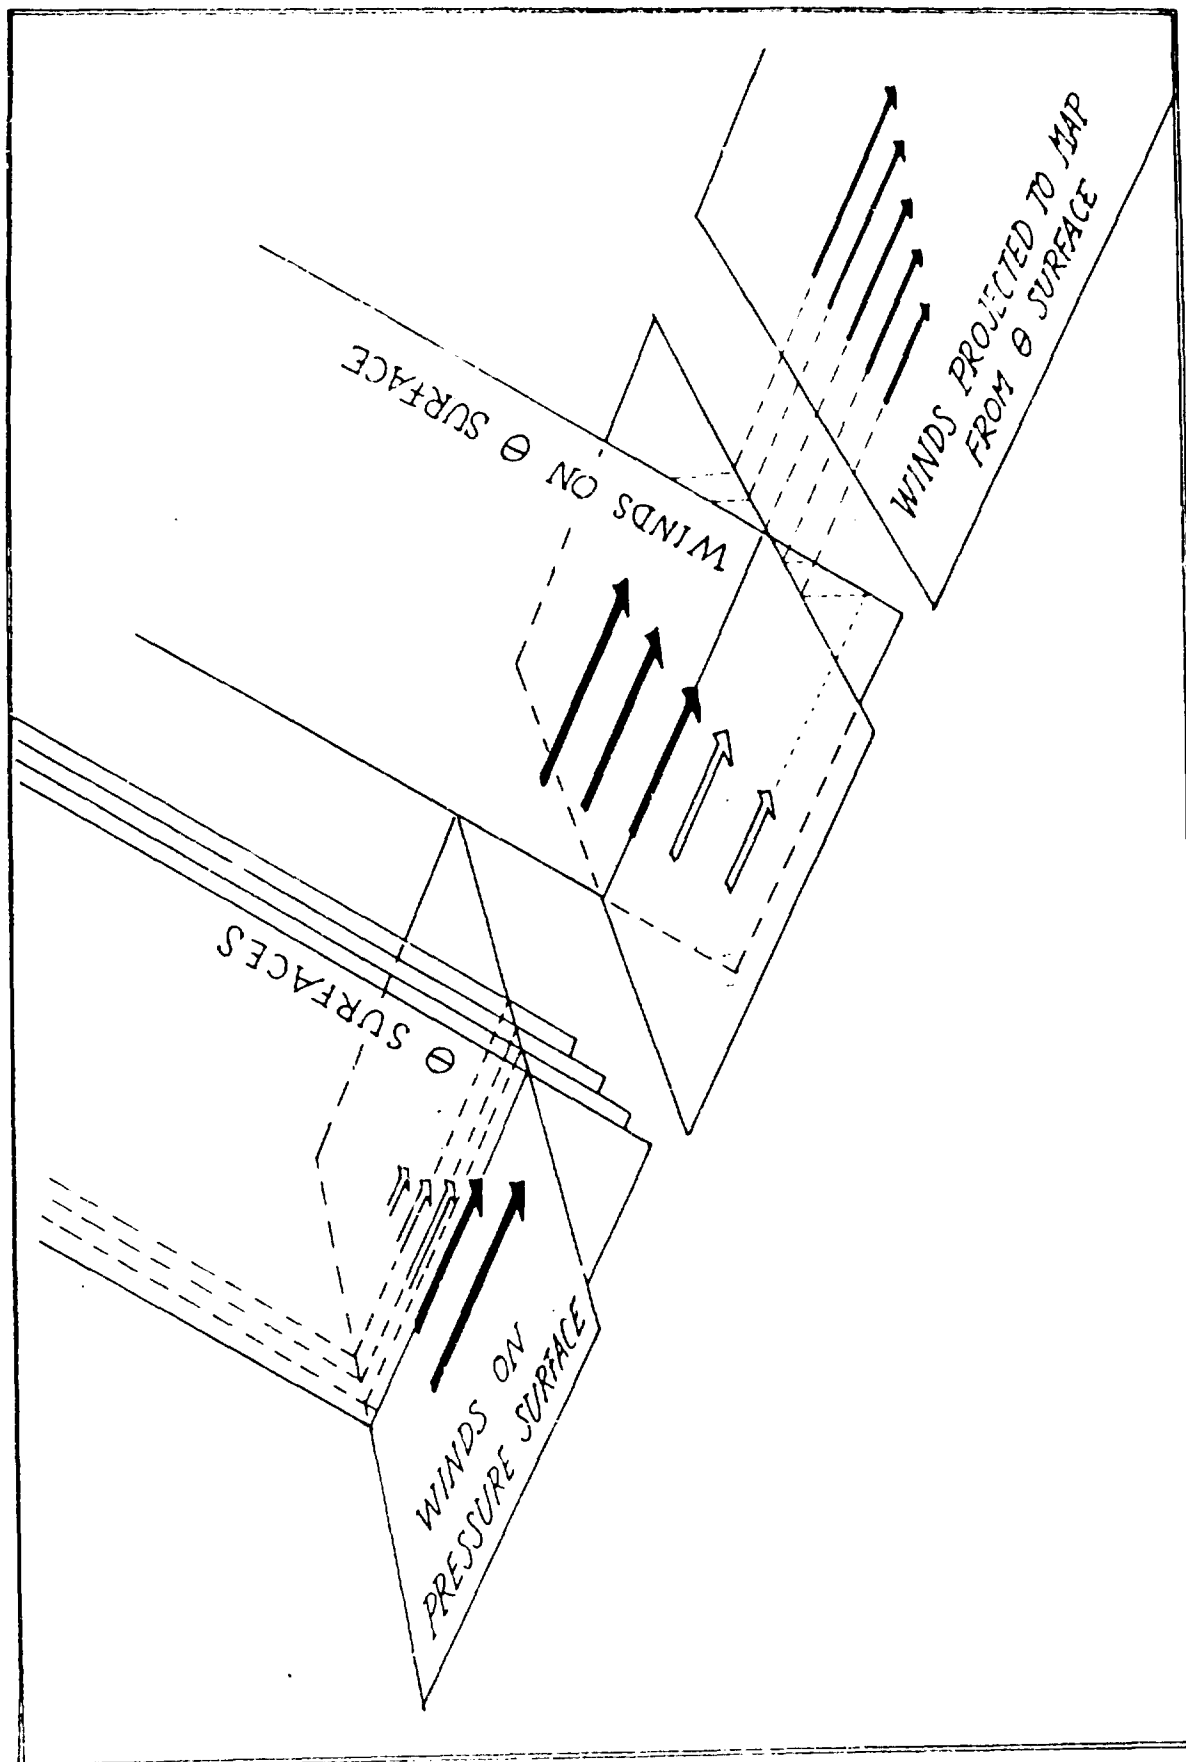 WINDS ON
PRESSURE SURFACE
Θ SURFACES
WINDS ON Θ SURFACE
WINDS PROJECTED TO MAP
FROM Θ SURFACE